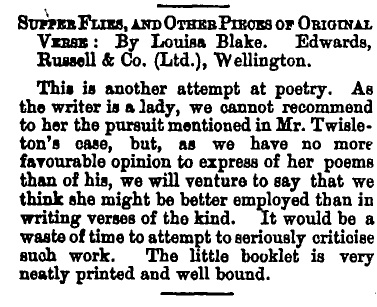 SUPPER FLIES, AND OTHER PIECES OF ORIGINAL
VERSE: By Louisa Blake. Edwards,
Russell & Co. (Ltd.), Wellington.
This is another attempt at poetry. As
the writer is a lady, we cannot recommend
to her the pursuit mentioned in Mr. Twisle-
ton's case, but, as we have no more
favourable opinion to express of her poems
than of his, we will venture to say that we
think she might be better employed than in
writing verses of the kind. It would be a
waste of time to attempt to seriously criticise
such work. The little booklet is very
neatly printed and well bound.